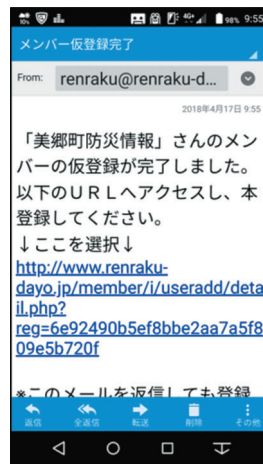 98% 9:55
メンバー仮登録完了
From: renraku@renraku-d...
2018年4月17日 9:55
「美郷町防災情報」さんのメン
バーの仮登録が完了しました。
以下のＵＲＬへアクセスし、本
登録してください。
↓ここを選択↓
http://www.renraku-
dayo.jp/member/i/useradd/deta
il.php?
reg=6e92490b5ef8bbe2aa7a5f8
09e5b720f
*このメールを返信しても登録
返信 全返信 転送 削除 その他